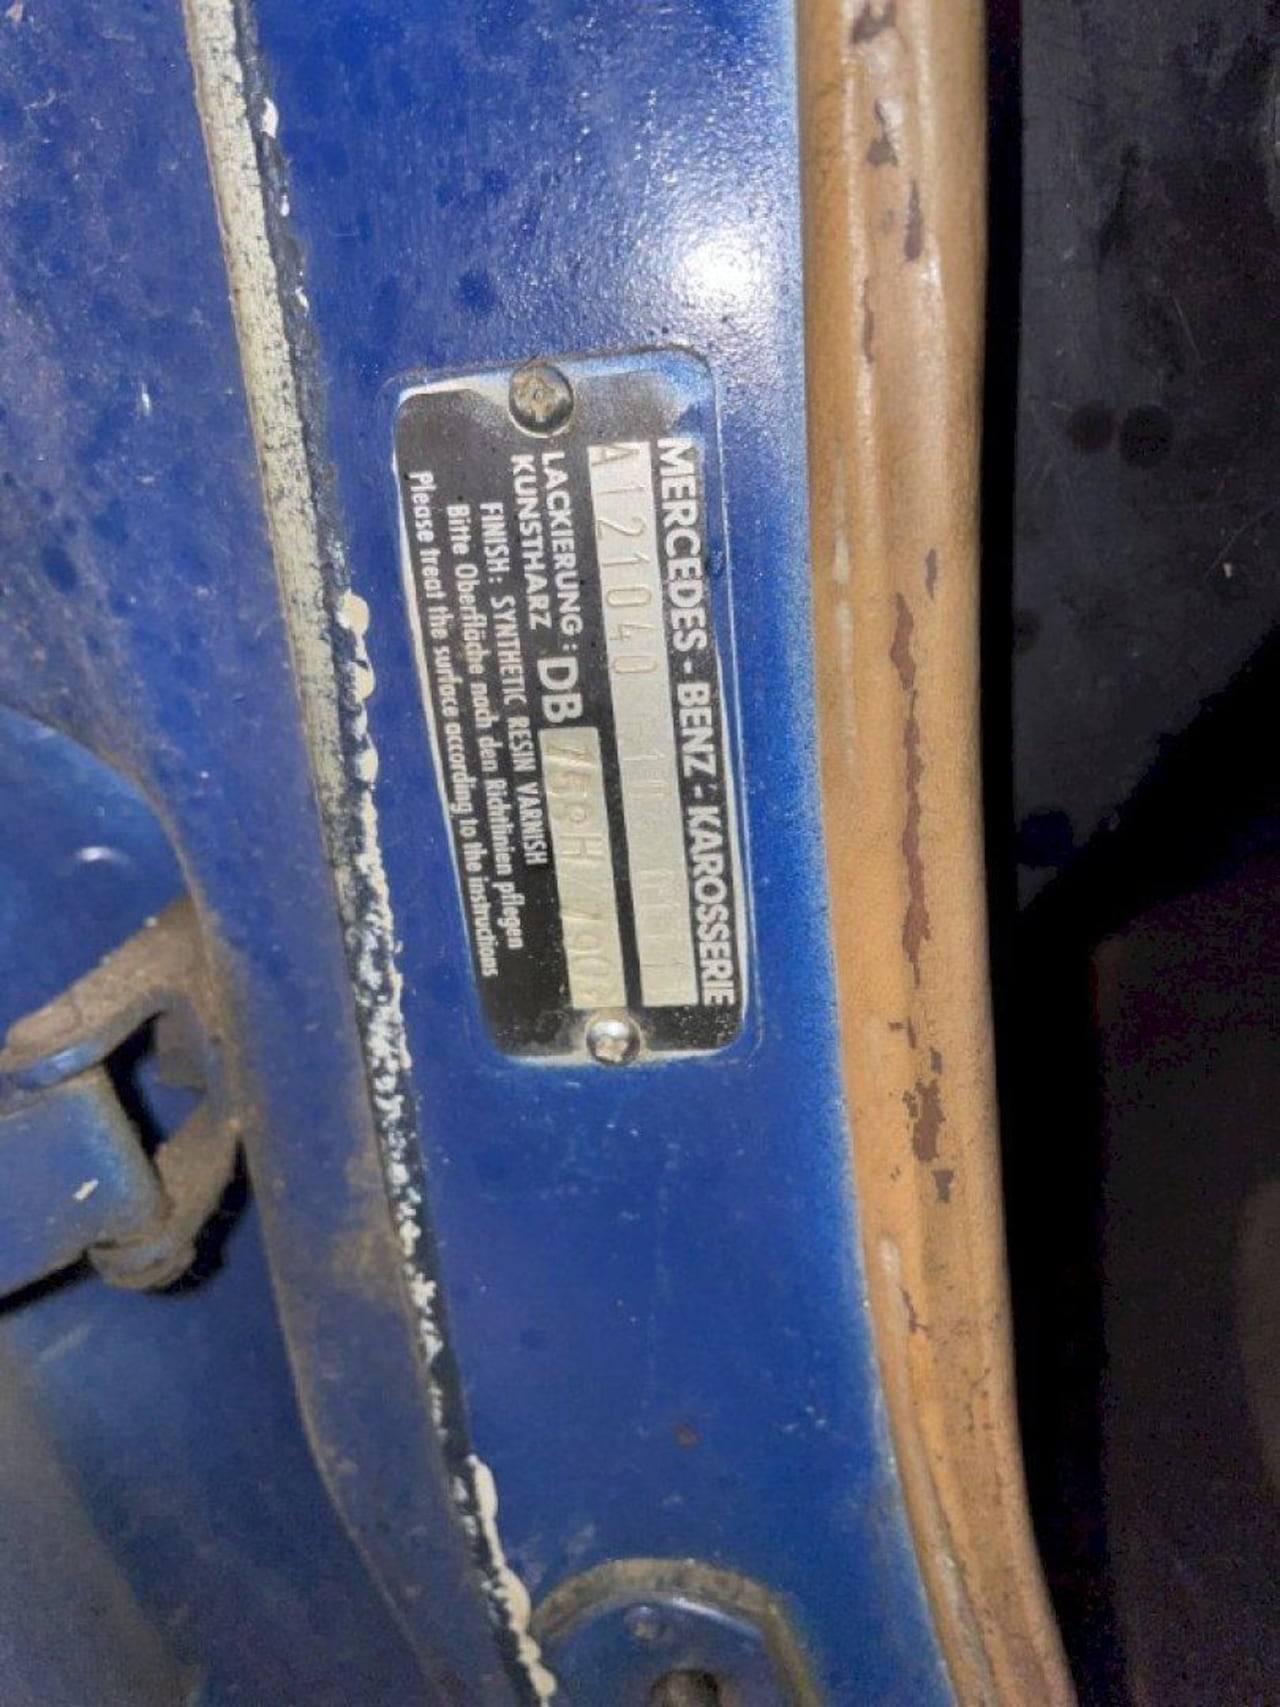 MERCEDES - BENZ - KAROSSERIE
A121040
LACKIERUNG: DB
KUNSTHARZ
FINISH: SYNTHETIC RESIN VARNISH
Bitte Oberfläche nach den Richtlinien pflegen
Please treat the surface according to the instructions